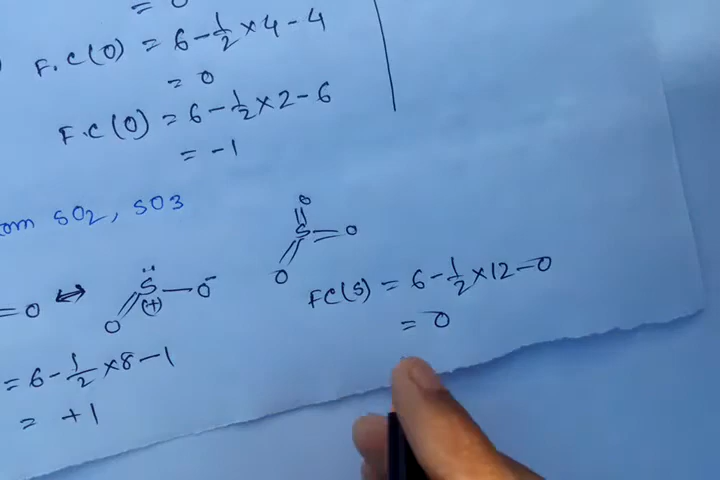 = 0
F.C(O) = 6 - 1/2 × 4 - 4
= 0
F.C(O) = 6 - 1/2 × 2 - 6
= -1
SO2, SO3
= O ↔ O = S̈ (+) - O⁻
O
S
O O
FC(S) = 6 - 1/2 × 12 - 0
= 0
= 6 - 1/2 × 8 - 1
= +1